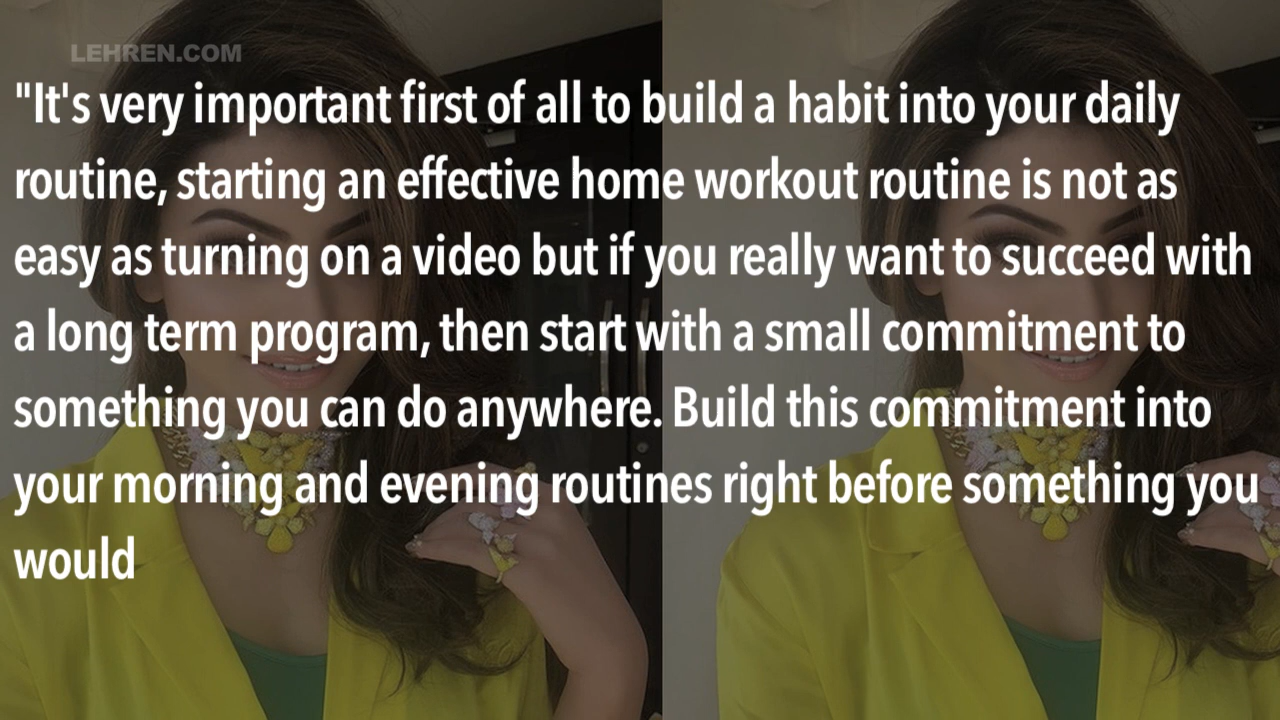 LEHREN.COM
"It's very important first of all to build a habit into your daily
routine, starting an effective home workout routine is not as
easy as turning on a video but if you really want to succeed with
a long term program, then start with a small commitment to
something you can do anywhere. Build this commitment into
your morning and evening routines right before something you
would